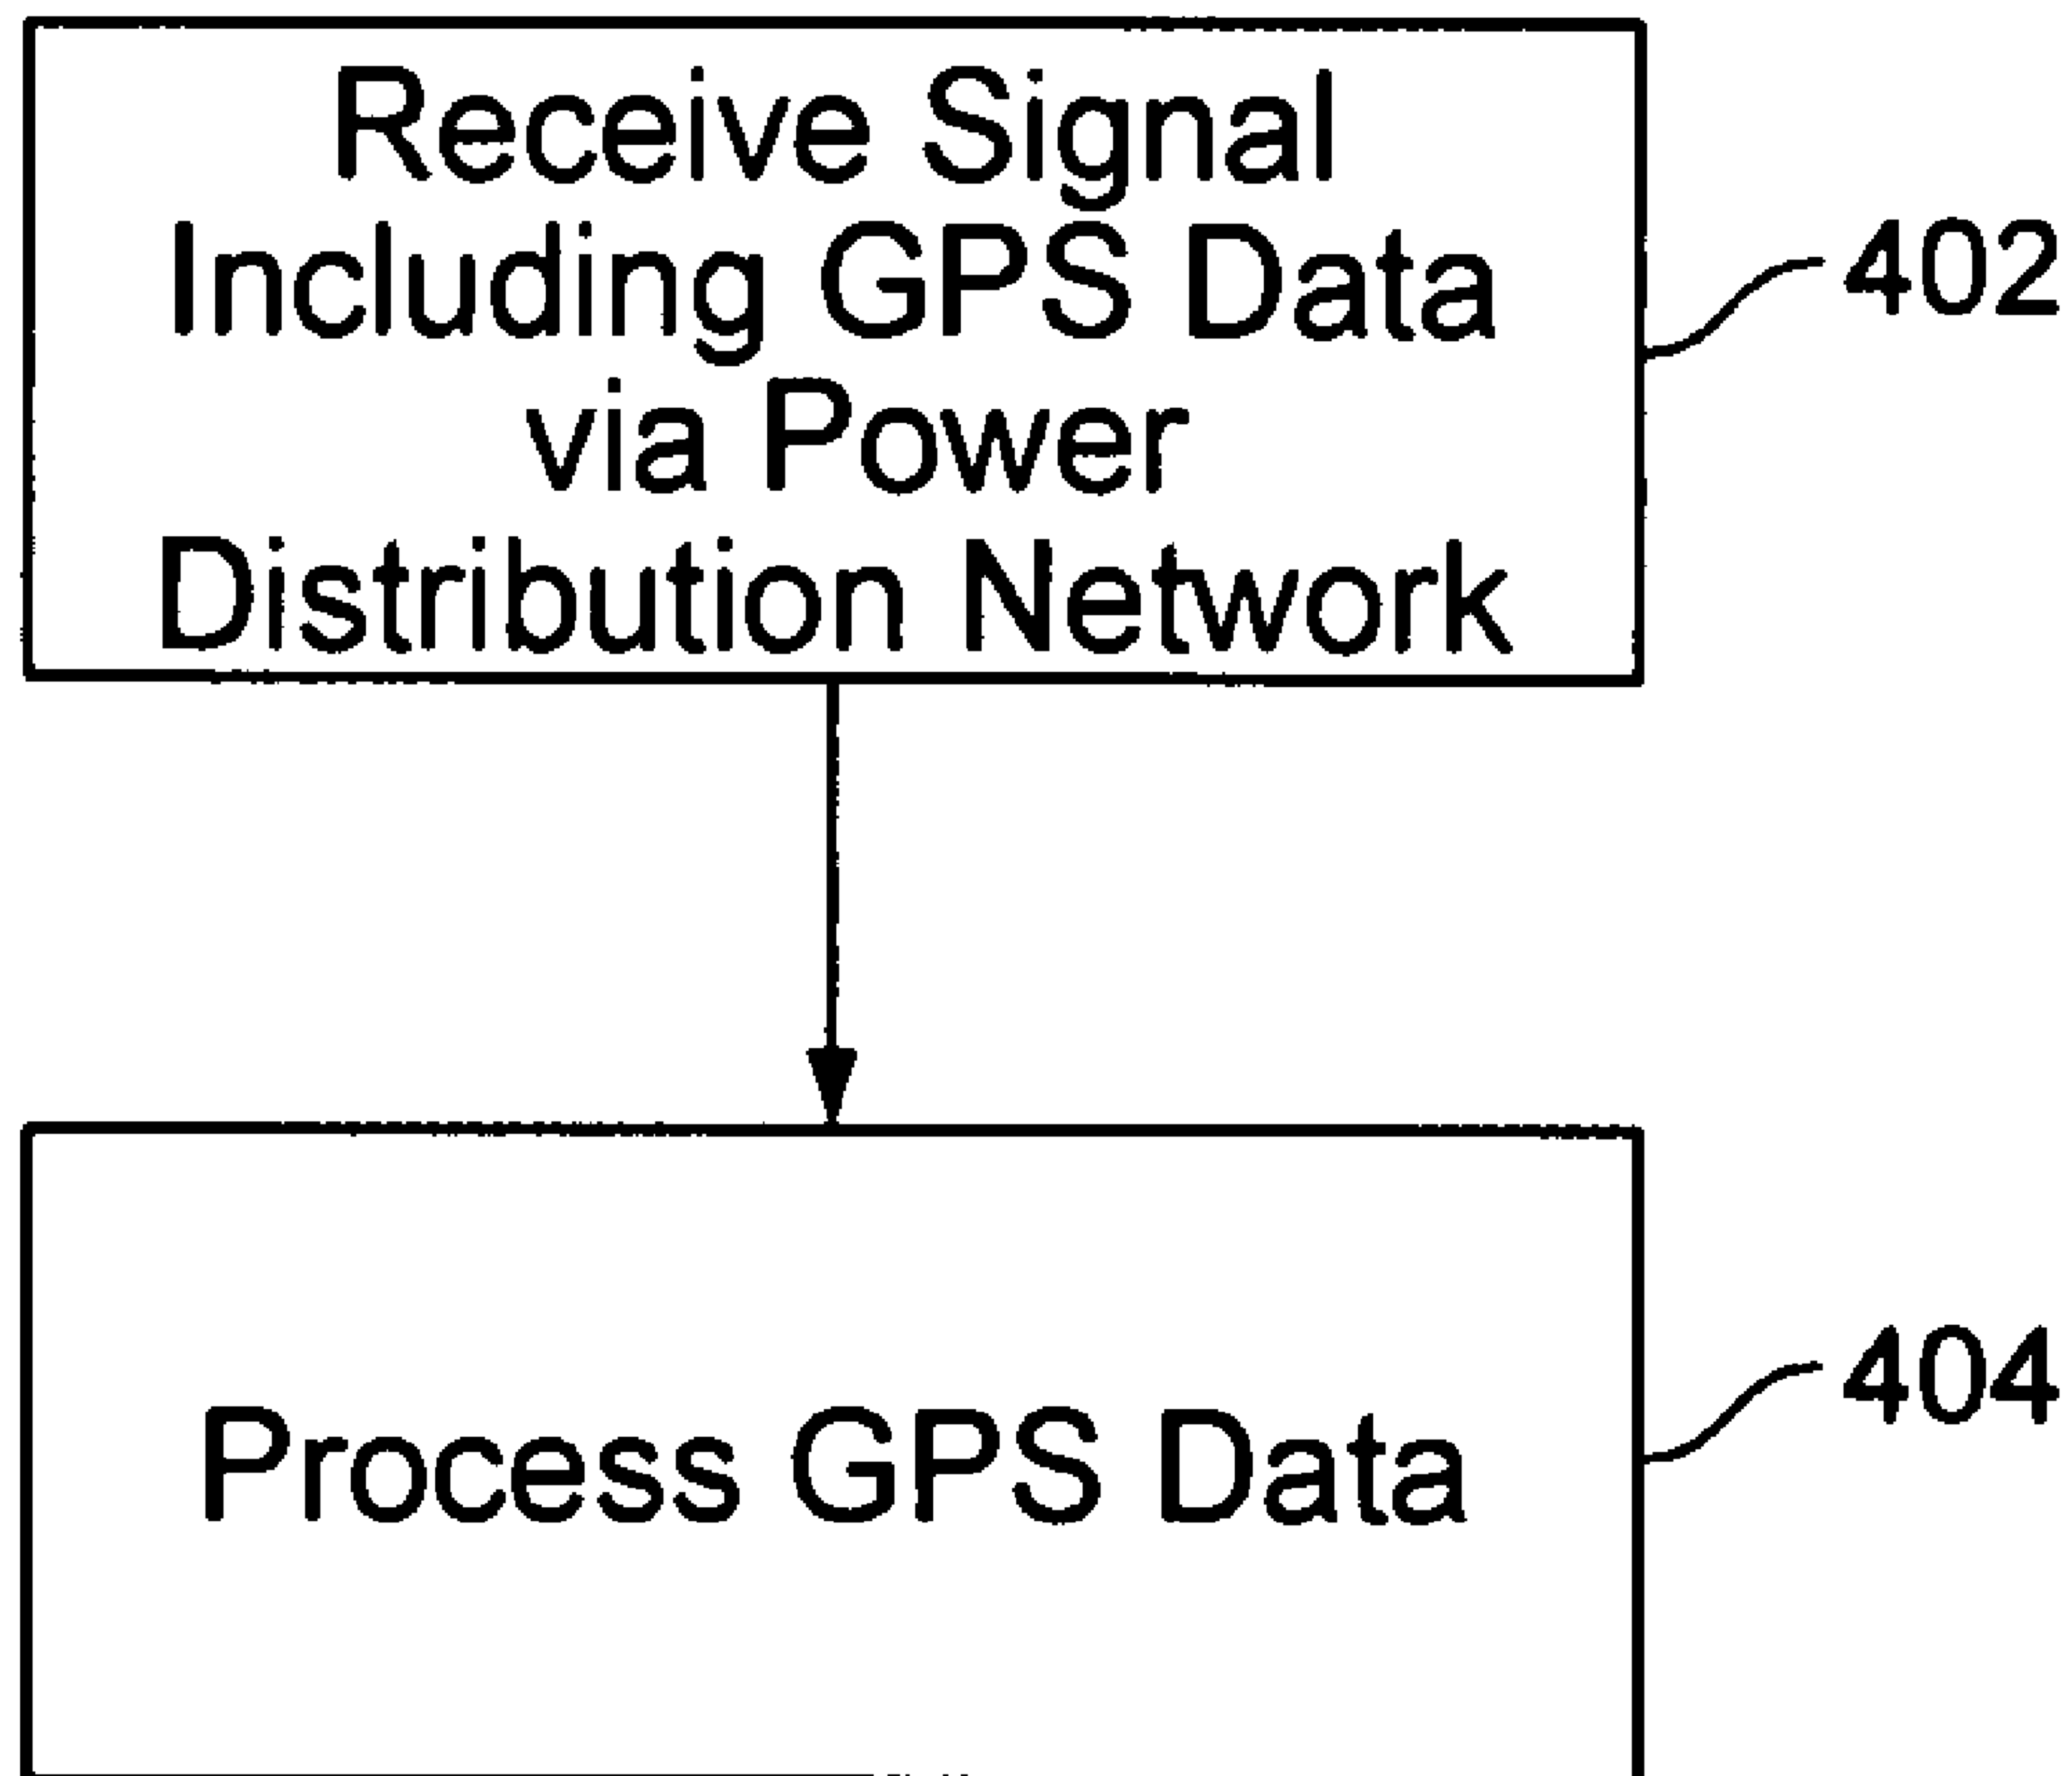 Receive Signal
Including GPS Data
via Power
Distribution Network
402
Process GPS Data
404